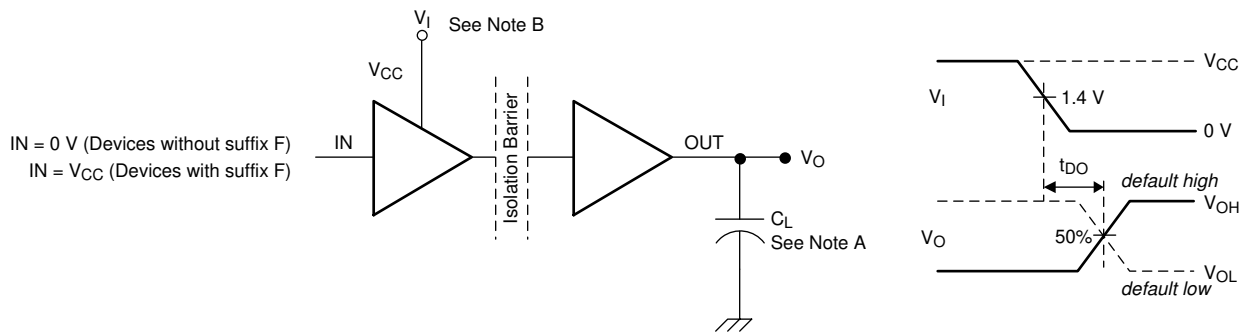 V_I See Note B
V_CC
IN = 0 V (Devices without suffix F)
IN = V_CC (Devices with suffix F)
IN
Isolation Barrier
OUT
V_O
C_L
See Note A
V_I
V_CC
1.4 V
0 V
t_DO
default high
V_OH
V_O
50%
V_OL
default low